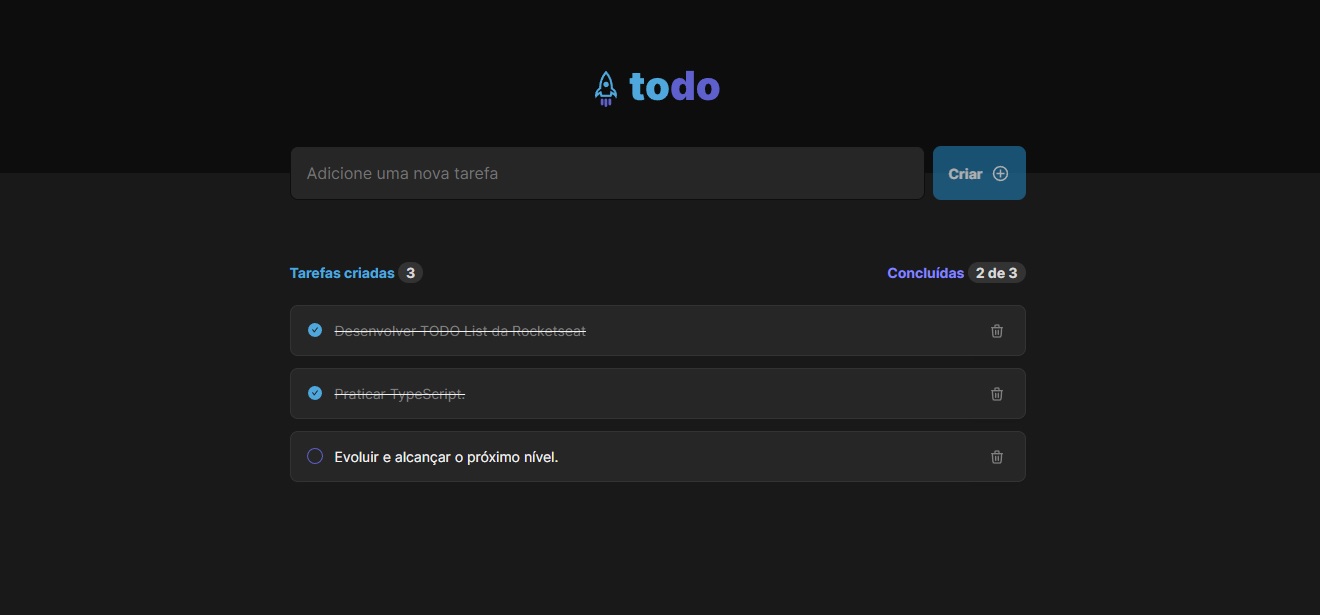 todo
Adicione uma nova tarefa
Criar
Tarefas criadas 3
Concluídas 2 de 3
Desenvolver TODO List da Rocketseat
Praticar TypeScript.
Evoluir e alcançar o próximo nível.